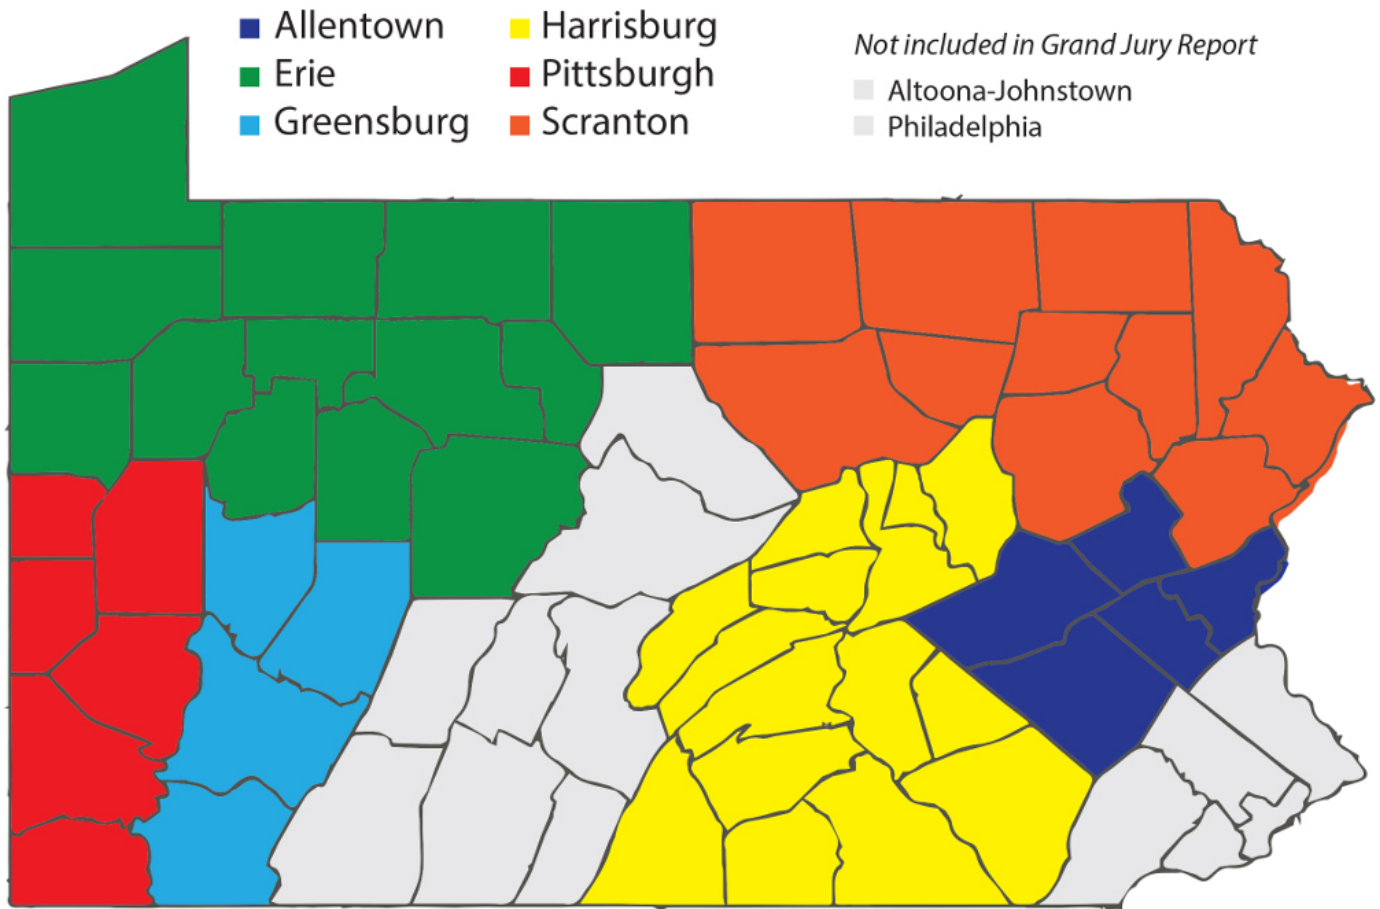 Allentown
Erie
Greensburg
Harrisburg
Pittsburgh
Scranton
Not included in Grand Jury Report
Altoona-Johnstown
Philadelphia